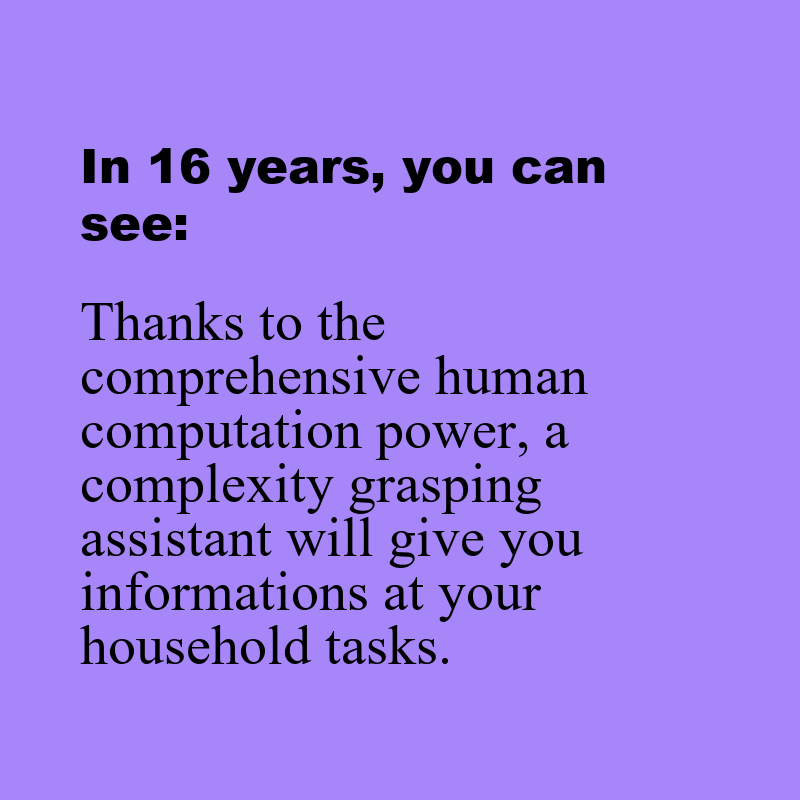 In 16 years, you can
see:
Thanks to the
comprehensive human
computation power, a
complexity grasping
assistant will give you
informations at your
household tasks.